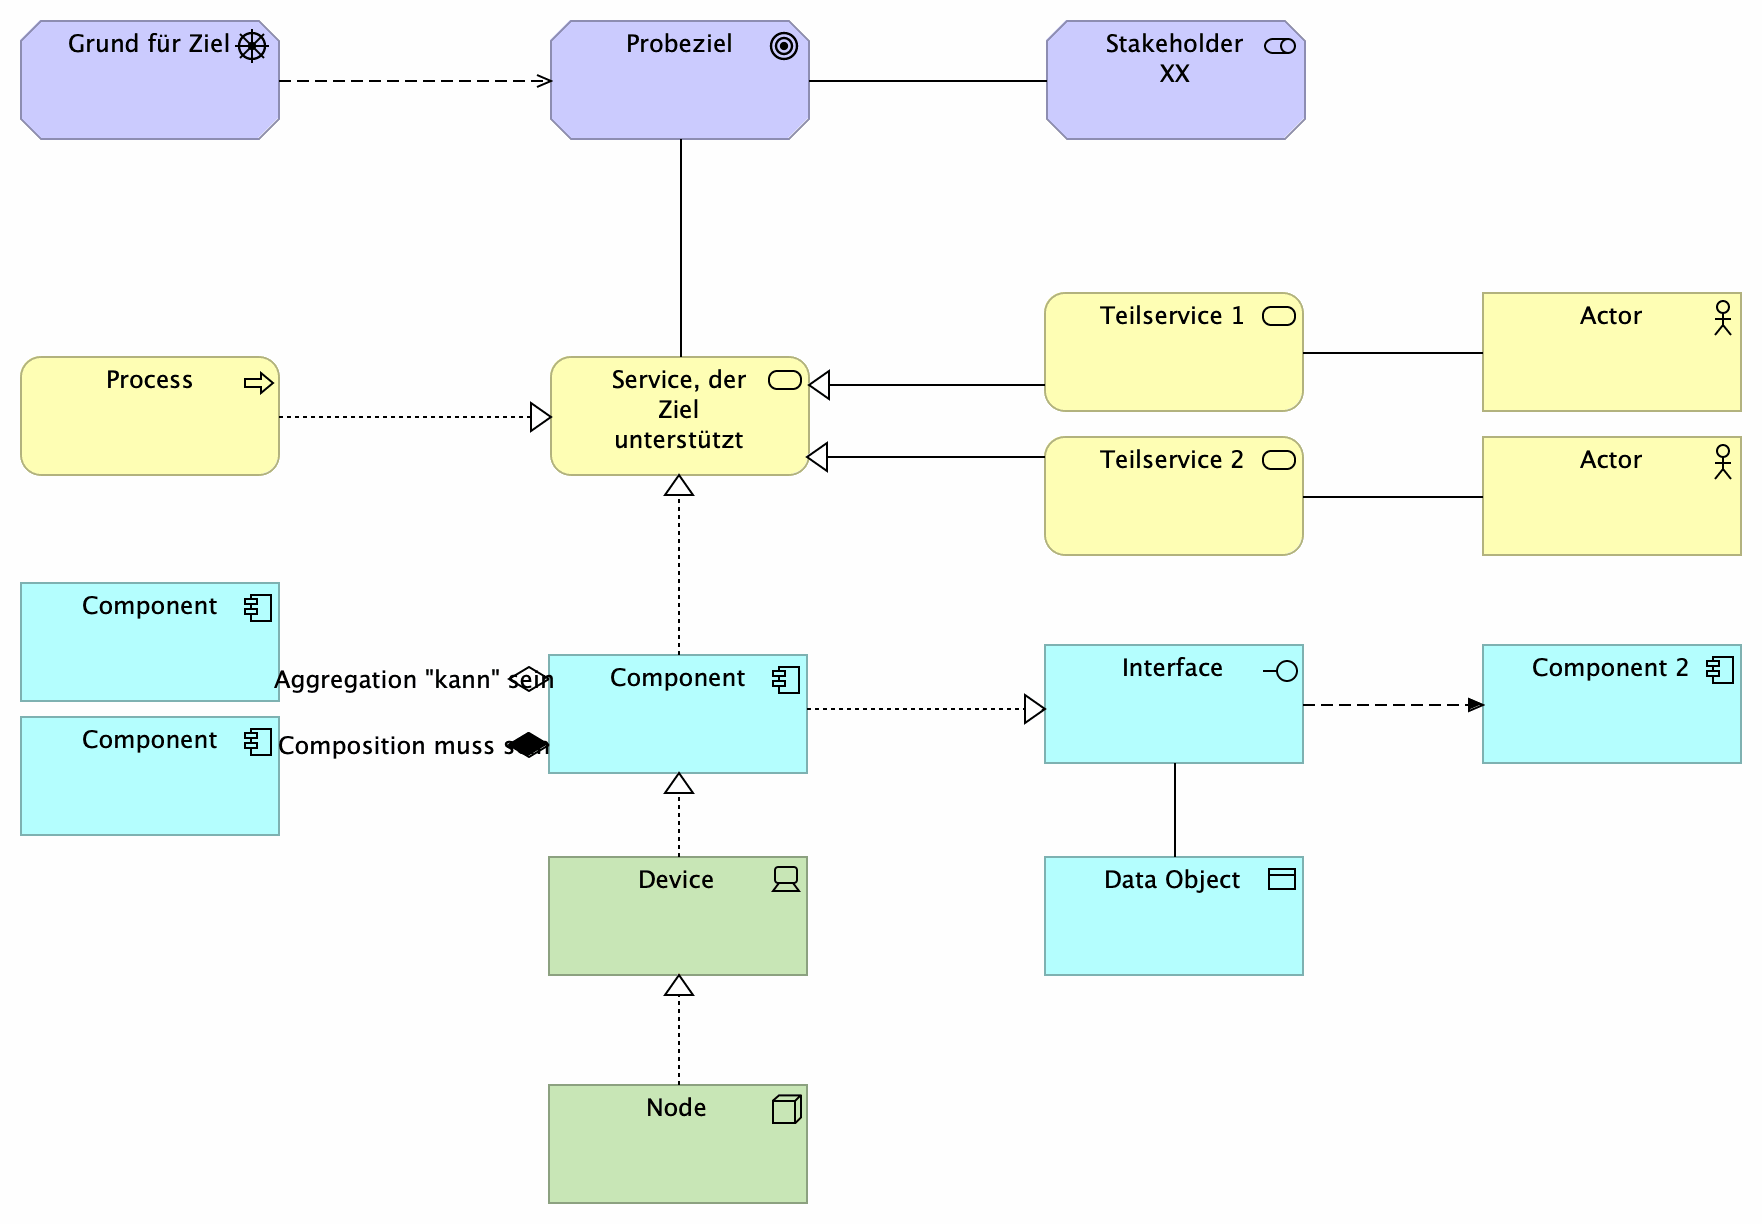 Grund für Ziel
Probeziel
Stakeholder
XX
Process
Service, der
Ziel
unterstützt
Teilservice 1
Actor
Teilservice 2
Actor
Component
Aggregation "kann" sein
Component
Composition muss sein
Component
Interface
Component 2
Device
Data Object
Node